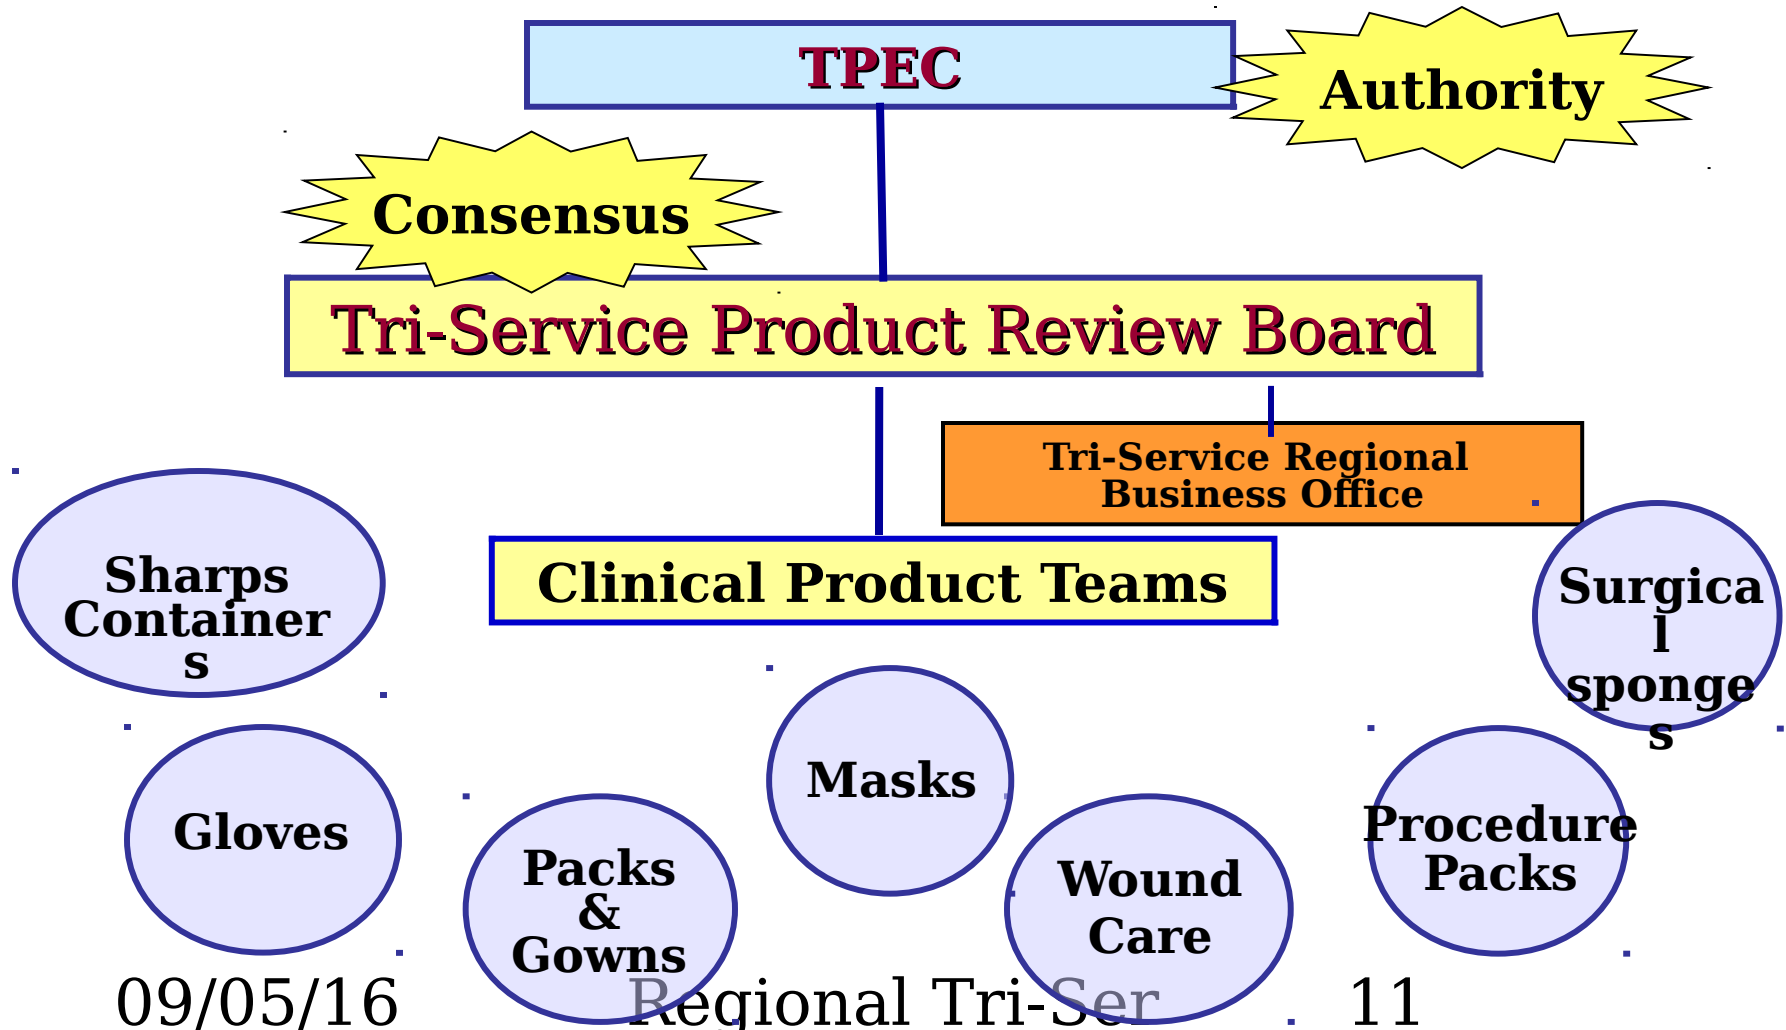 TPEC
Authority
Consensus
Tri-Service Product Review Board
Tri-Service Regional
Business Office
Clinical Product Teams
Sharps
Container
s
Surgica
l
sponge
s
Gloves
Packs
&
Gowns
Masks
Wound
Care
Procedure
Packs
09/05/16
Regional Tri-Ser
11